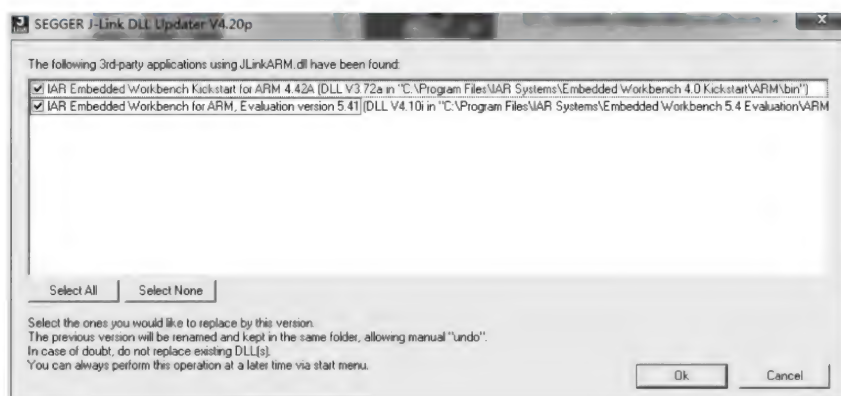 SEGGER J-Link DLL Updater V4.20p
The following 3rd-party applications using JLinkARM.dll have been found:
IAR Embedded Workbench Kickstart for ARM 4.42A (DLL V3.72a in "C:\Program Files\IAR Systems\Embedded Workbench 4.0 Kickstart\ARM\bin")
IAR Embedded Workbench for ARM, Evaluation version 5.41 (DLL V4.10i in "C:\Program Files\IAR Systems\Embedded Workbench 5.4 Evaluation\ARM
Select All Select None
Select the ones you would like to replace by this version.
The previous version will be renamed and kept in the same folder, allowing manual "undo".
In case of doubt, do not replace existing DLL(s).
You can always perform this operation at a later time via start menu.
Ok Cancel